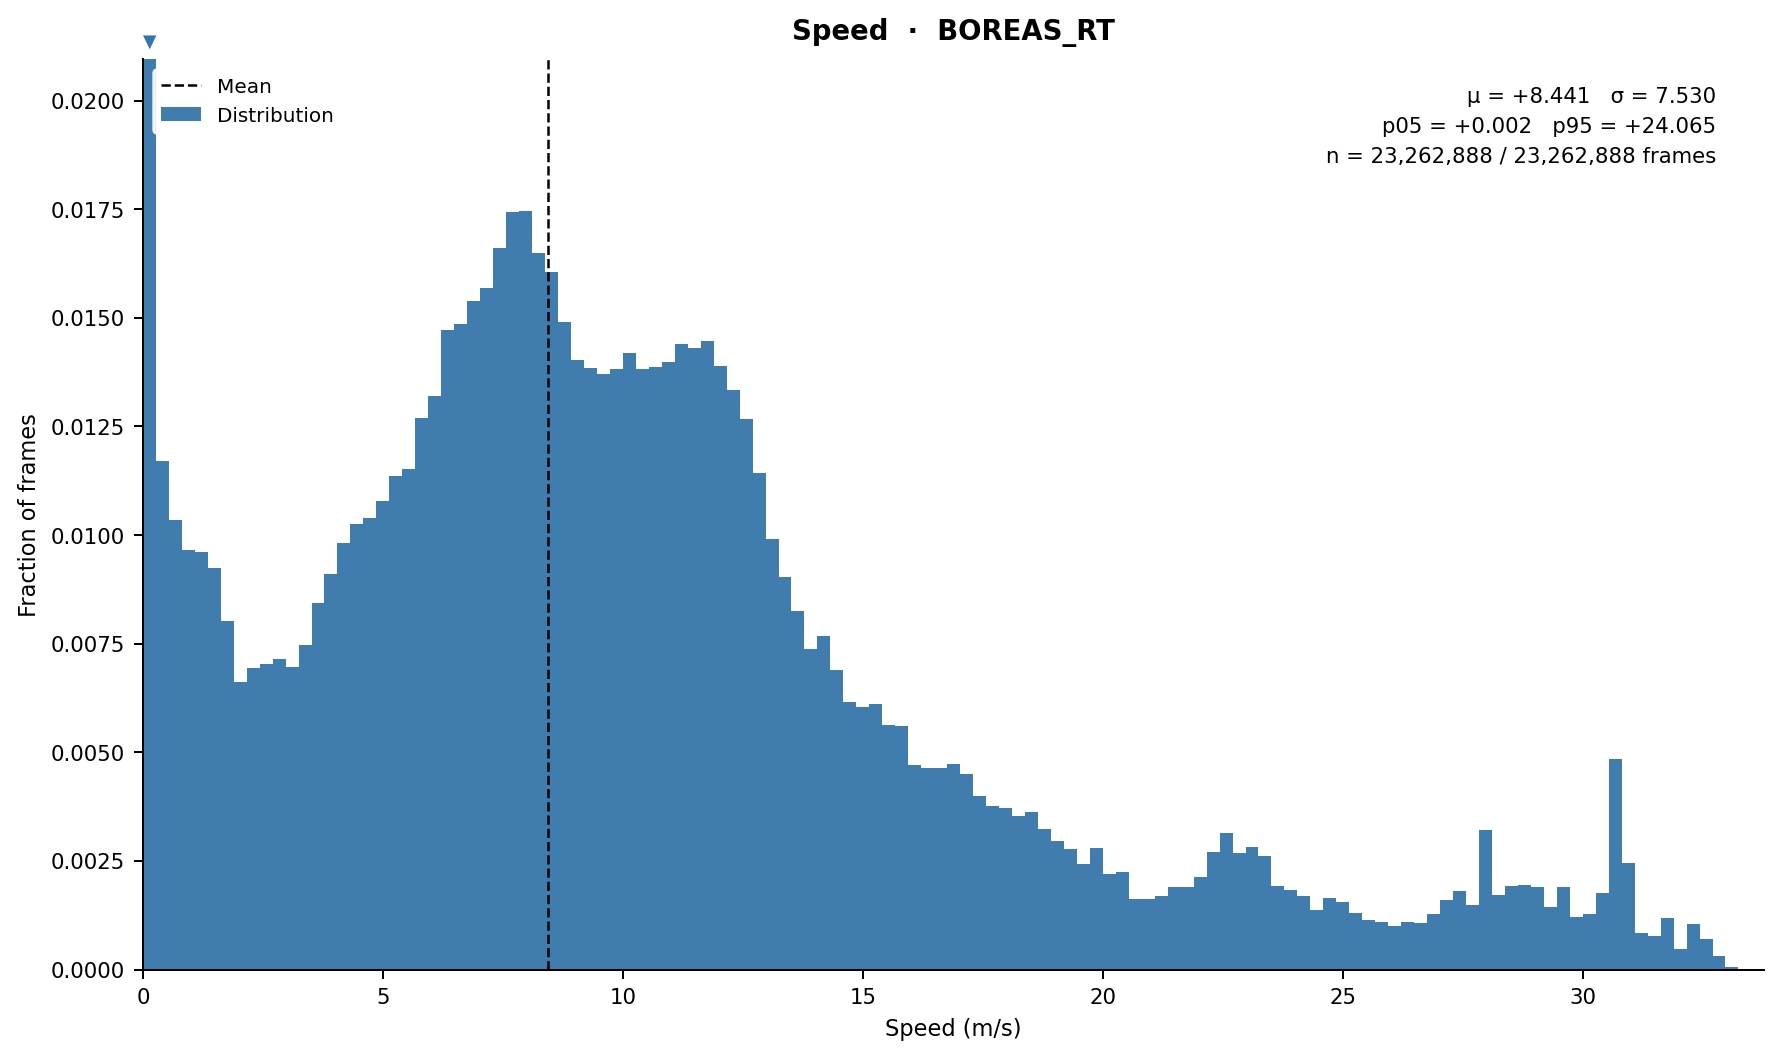 Speed · BOREAS_RT
Mean
Distribution
μ = +8.441 σ = 7.530
p05 = +0.002 p95 = +24.065
n = 23,262,888 / 23,262,888 frames
Fraction of frames
0.0200
0.0175
0.0150
0.0125
0.0100
0.0075
0.0050
0.0025
0.0000
0 5 10 15 20 25 30
Speed (m/s)